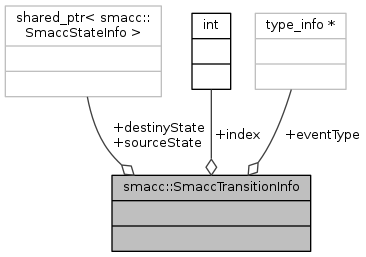 shared_ptr< smacc::
SmaccStateInfo >
int
type_info *
+destinyState
+sourceState
+index
+eventType
smacc::SmaccTransitionInfo